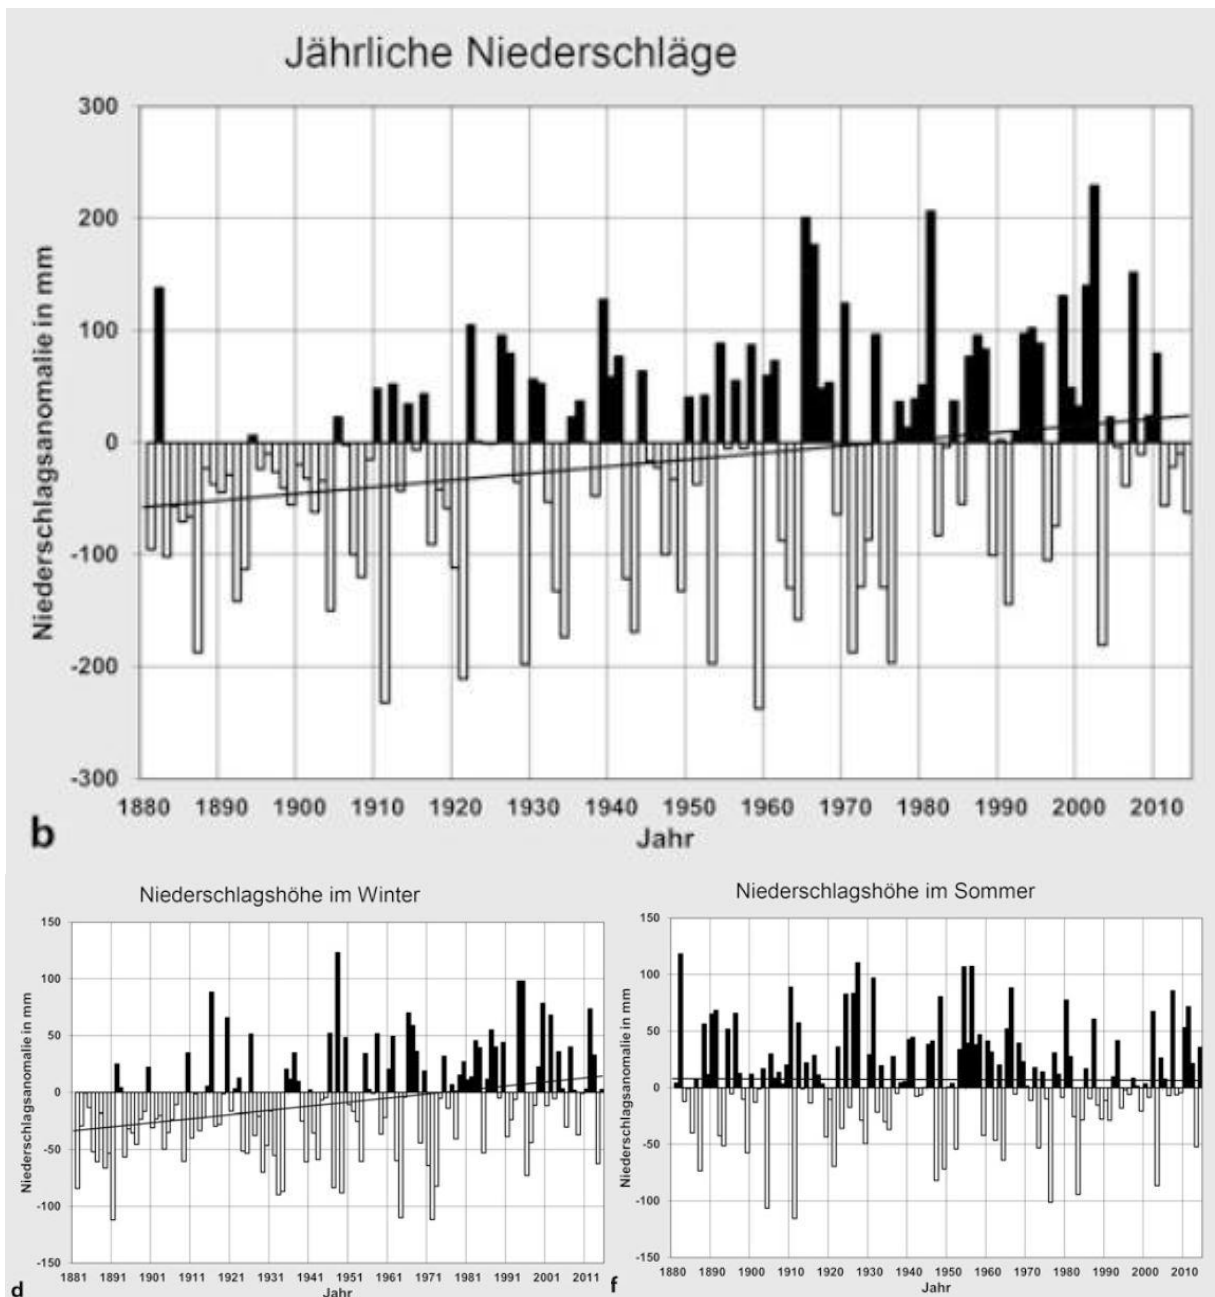 Jährliche Niederschläge
Niederschlagsanomalie in mm
300
200
100
0
-100
-200
-300
1880 1890 1900 1910 1920 1930 1940 1950 1960 1970 1980 1990 2000 2010
Jahr
b
Niederschlagshöhe im Winter
Niederschlagsanomalie in mm
150
100
50
0
-50
-100
-150
1881 1891 1901 1911 1921 1931 1941 1951 1961 1971 1981 1991 2001 2011
Jahr
d
Niederschlagshöhe im Sommer
Niederschlagsanomalie in mm
150
100
50
0
-50
-100
-150
1880 1890 1900 1910 1920 1930 1940 1950 1960 1970 1980 1990 2000 2010
Jahr
f